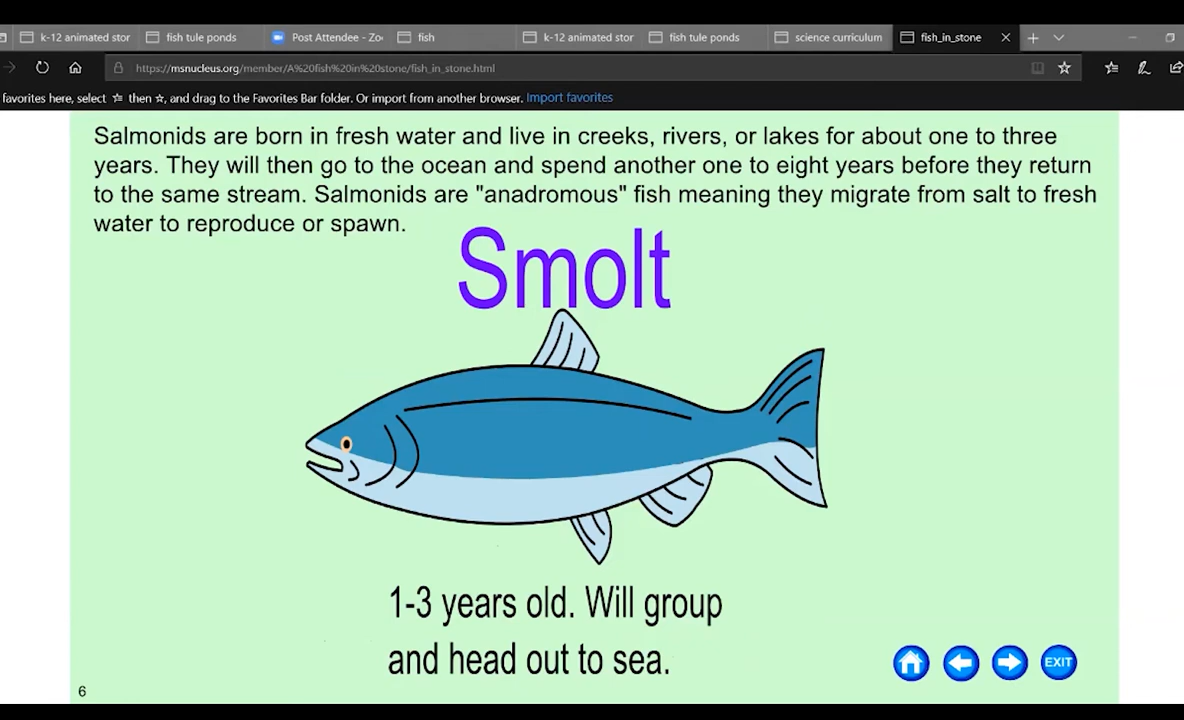 k-12 animated stor fish tule ponds Post Attendee - Zo fish k-12 animated stor fish tule ponds science curriculum fish_in_stone
https://msnucleus.org/member/A%20fish%20in%20stone/fish_in_stone.html
favorites here, select then , and drag to the Favorites Bar folder. Or import from another browser. Import favorites
Salmonids are born in fresh water and live in creeks, rivers, or lakes for about one to three
years. They will then go to the ocean and spend another one to eight years before they return
to the same stream. Salmonids are "anadromous" fish meaning they migrate from salt to fresh
water to reproduce or spawn.
Smolt
1-3 years old. Will group
and head out to sea.
EXIT
6